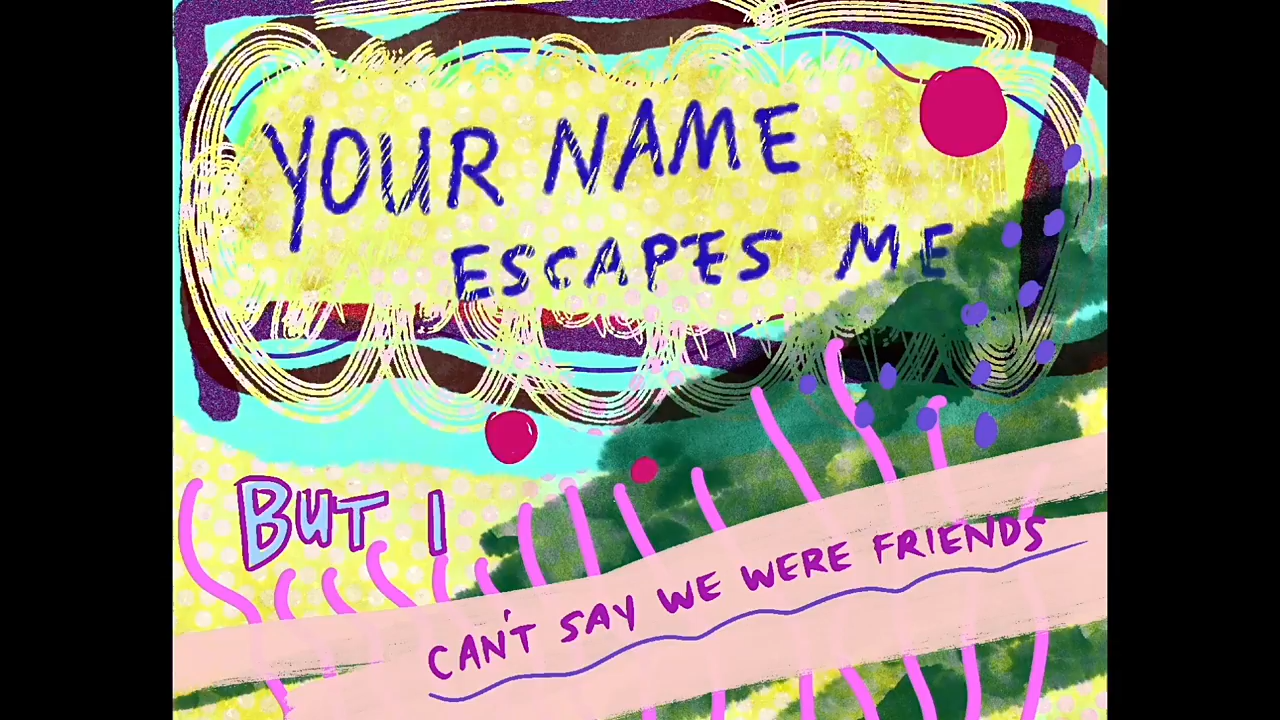 YOUR NAME
ESCAPES ME
BUT I
CAN'T SAY WE WERE FRIENDS